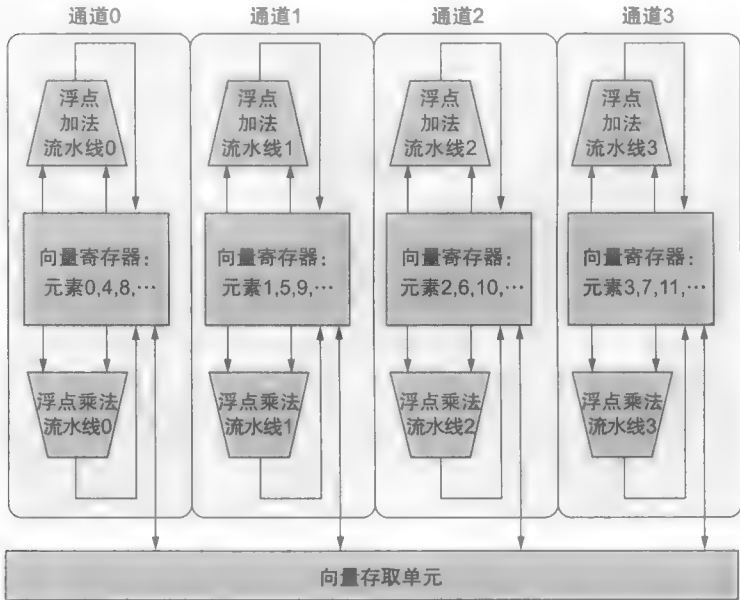 通道0
通道1
通道2
通道3
浮点
加法
流水线0
浮点
加法
流水线1
浮点
加法
流水线2
浮点
加法
流水线3
向量寄存器:
元素0,4,8,…
向量寄存器:
元素1,5,9,…
向量寄存器:
元素2,6,10,…
向量寄存器:
元素3,7,11,…
浮点乘法
流水线0
浮点乘法
流水线1
浮点乘法
流水线2
浮点乘法
流水线3
向量存取单元